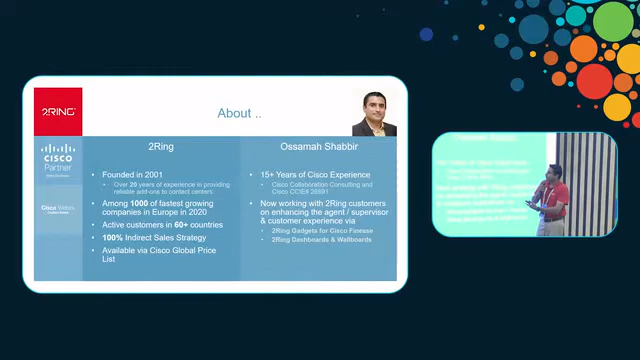 2RING
About ..
CISCO
Partner
Cisco Webex
2Ring
Founded in 2001
Over 20 years of experience in providing
reliable add-ons to contact centers
Among 1000 of fastest growing
companies in Europe in 2020
Active customers in 60+ countries
100% Indirect Sales Strategy
Available via Cisco Global Price
List
Ossamah Shabbir
15+ Years of Cisco Experience
Cisco Collaboration Consulting and
Cisco CCIE# 26891
Now working with 2Ring customers
on enhancing the agent / supervisor
& customer experience via
2Ring Gadgets for Cisco Finesse
2Ring Dashboards & Wallboards